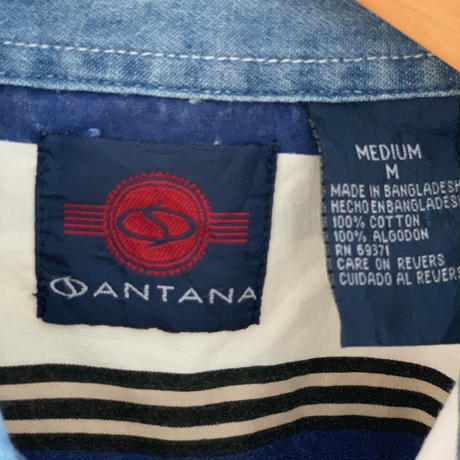 SANTANA
MEDIUM
M
MADE IN BANGLADESH
HECHO EN BANGLADESH
100% COTTON
100% ALGODON
RN 69371
CARE ON REVERS
CUIDADO AL REVERS